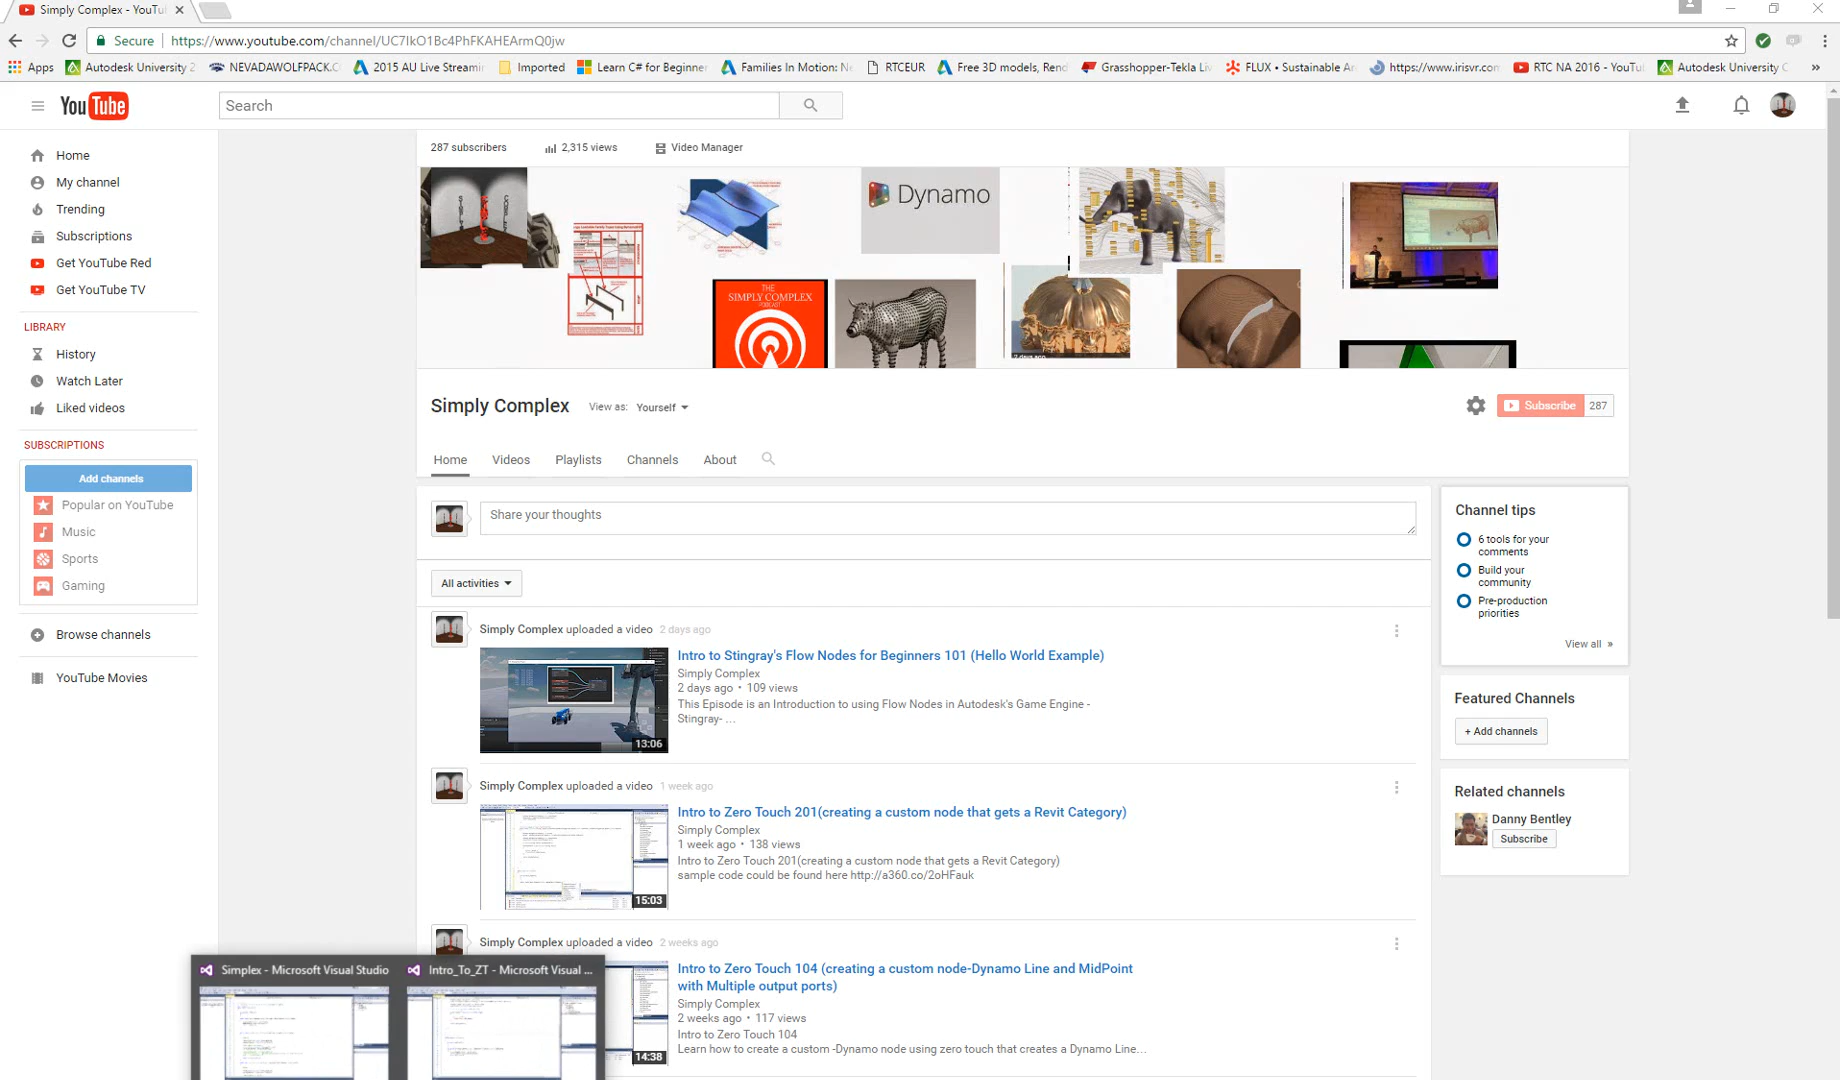 Simply Complex - YouTu
Secure
https://www.youtube.com/channel/UC7IkO1Bc4PhFKAHEArmQ0jw
Apps
Autodesk University 2
NEVADAWOLFPACK.C
2015 AU Live Streamin
Imported
Learn C# for Beginner
Families In Motion: N
RTCEUR
Free 3D models, Rend
Grasshopper-Tekla Li
FLUX • Sustainable Ar
https://www.irisvr.com
RTC NA 2016 - YouTu
Autodesk University C
»
YouTube
Search
287 subscribers
2,315 views
Video Manager
Home
My channel
Trending
Subscriptions
Get YouTube Red
Get YouTube TV
LIBRARY
History
Watch Later
Liked videos
SUBSCRIPTIONS
Add channels
Popular on YouTube
Music
Sports
Gaming
Browse channels
YouTube Movies
Dynamo
THE
SIMPLY COMPLEX
PODCAST
2 days ago
Simply Complex
View as: Yourself
Subscribe 287
Home
Videos
Playlists
Channels
About
Share your thoughts
All activities
Simply Complex uploaded a video 2 days ago
Intro to Stingray's Flow Nodes for Beginners 101 (Hello World Example)
Simply Complex
2 days ago • 109 views
This Episode is an Introduction to using Flow Nodes in Autodesk's Game Engine -
Stingray- ...
13:06
Simply Complex uploaded a video 1 week ago
Intro to Zero Touch 201(creating a custom node that gets a Revit Category)
Simply Complex
1 week ago • 138 views
Intro to Zero Touch 201(creating a custom node that gets a Revit Category)
sample code could be found here http://a360.co/2oHFauk
15:03
Simply Complex uploaded a video 2 weeks ago
Intro to Zero Touch 104 (creating a custom node-Dynamo Line and MidPoint
with Multiple output ports)
Simply Complex
2 weeks ago • 117 views
Intro to Zero Touch 104
Learn how to create a custom -Dynamo node using zero touch that creates a Dynamo Line...
14:38
Channel tips
6 tools for your
comments
Build your
community
Pre-production
priorities
View all »
Featured Channels
+ Add channels
Related channels
Danny Bentley
Subscribe
Simplex - Microsoft Visual Studio
Intro_To_ZT - Microsoft Visual ...